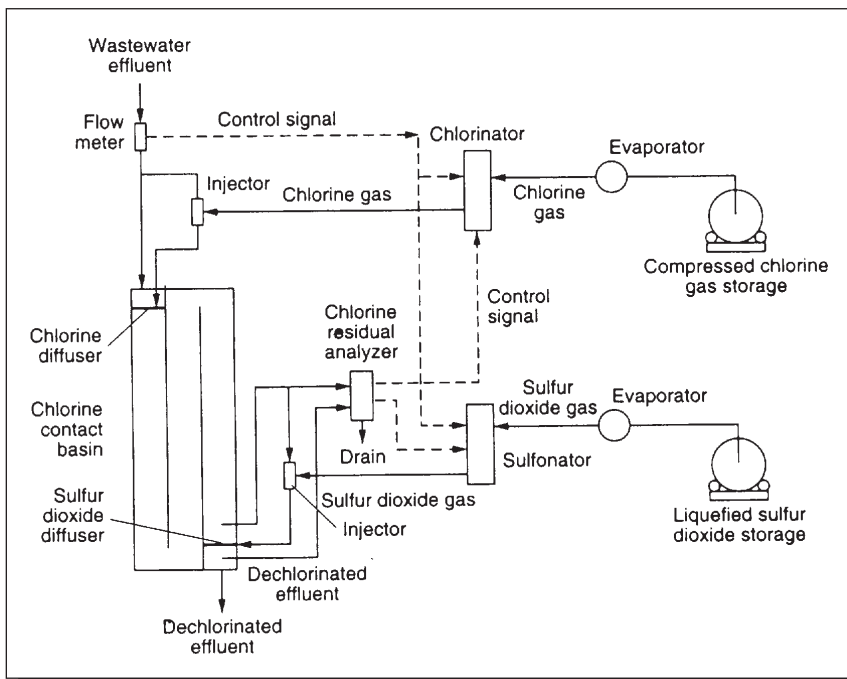 Wastewater
effluent
Flow
meter
Control signal
Chlorinator
Evaporator
Injector
Chlorine gas
Chlorine
gas
Compressed chlorine
gas storage
Control
signal
Chlorine
diffuser
Chlorine
residual
analyzer
Chlorine
contact
basin
Drain
Sulfur
dioxide gas
Evaporator
Sulfonator
Sulfur
dioxide
diffuser
Sulfur dioxide gas
Injector
Liquefied sulfur
dioxide storage
Dechlorinated
effluent
Dechlorinated
effluent